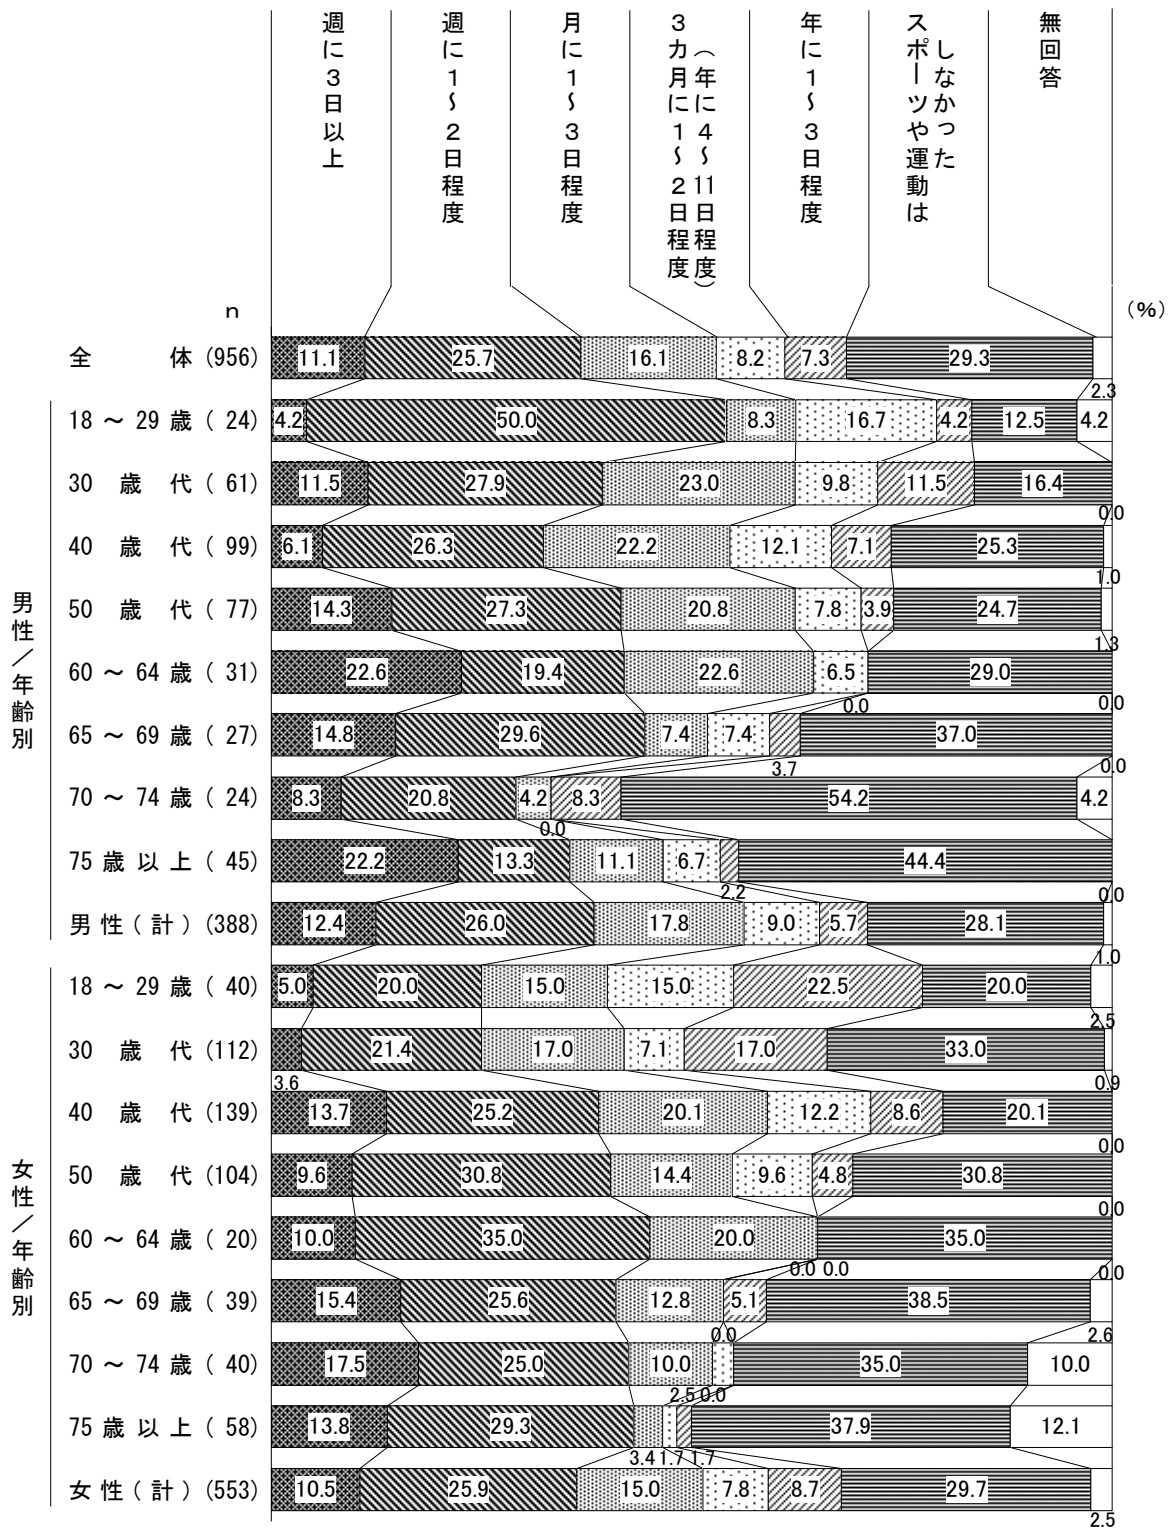 週に３日以上
週に１～２日程度
月に１～３日程度
３カ月に１～２日程度
（年に４～11日程度）
年に１～３日程度
スポーツや運動は
しなかった
無回答
ｎ
(%)
全体 (956) 11.1 25.7 16.1 8.2 7.3 29.3 2.3
男性／年齢別
18～29歳 ( 24) 4.2 50.0 8.3 16.7 4.2 12.5 4.2
30歳代 ( 61) 11.5 27.9 23.0 9.8 11.5 16.4 0.0
40歳代 ( 99) 6.1 26.3 22.2 12.1 7.1 25.3 1.0
50歳代 ( 77) 14.3 27.3 20.8 7.8 3.9 24.7 1.3
60～64歳 ( 31) 22.6 19.4 22.6 6.5 0.0 29.0 0.0
65～69歳 ( 27) 14.8 29.6 7.4 7.4 3.7 37.0 0.0
70～74歳 ( 24) 8.3 20.8 4.2 0.0 8.3 54.2 4.2
75歳以上 ( 45) 22.2 13.3 11.1 6.7 2.2 44.4 0.0
男性(計) (388) 12.4 26.0 17.8 9.0 5.7 28.1 1.0
女性／年齢別
18～29歳 ( 40) 5.0 20.0 15.0 15.0 22.5 20.0 2.5
30歳代 (112) 3.6 21.4 17.0 7.1 17.0 33.0 0.9
40歳代 (139) 13.7 25.2 20.1 12.2 8.6 20.1 0.0
50歳代 (104) 9.6 30.8 14.4 9.6 4.8 30.8 0.0
60～64歳 ( 20) 10.0 35.0 20.0 0.0 0.0 35.0 0.0
65～69歳 ( 39) 15.4 25.6 12.8 0.0 5.1 38.5 2.6
70～74歳 ( 40) 17.5 25.0 10.0 2.5 0.0 35.0 10.0
75歳以上 ( 58) 13.8 29.3 3.4 1.7 1.7 37.9 12.1
女性(計) (553) 10.5 25.9 15.0 7.8 8.7 29.7 2.5